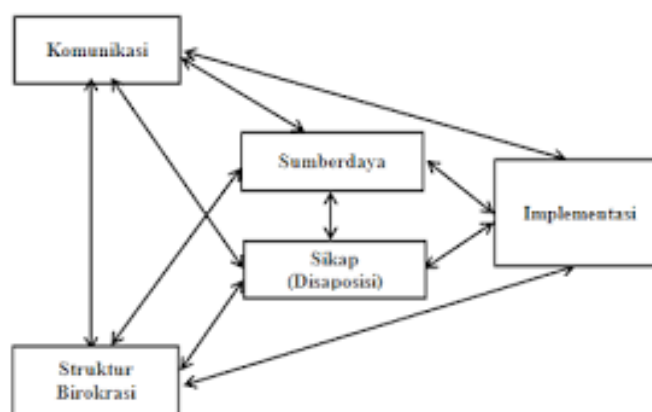 Komunikasi
Sumberdaya
Implementasi
Sikap
(Disaposisi)
Struktur
Birokrasi